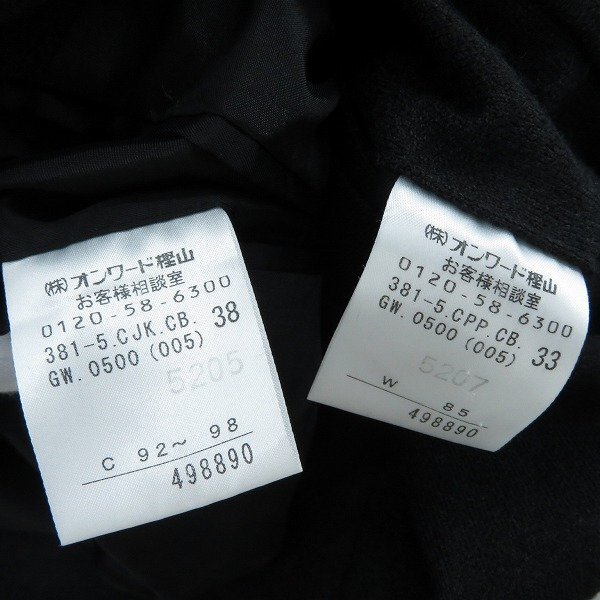 (株)オンワード樫山
お客様相談室
0120-58-6300
381-5.CJK.CB. 38
GW.0500(005)
5205
C 92~ 98
498890
(株)オンワード樫山
お客様相談室
0120-58-6300
381-5.CPP.CB. 33
GW.0500(005)
5207
W 85
498890